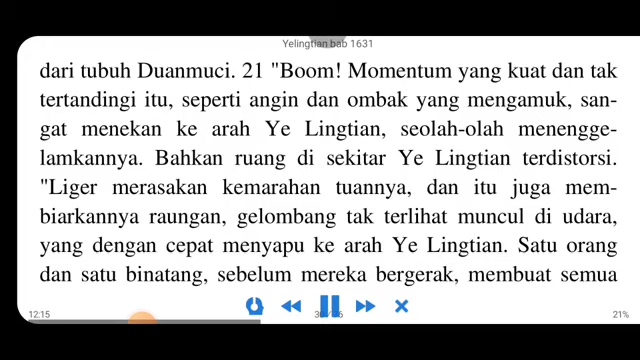 Yelingtian bab 1631
dari tubuh Duanmuci. 21 "Boom! Momentum yang kuat dan tak
tertandingi itu, seperti angin dan ombak yang mengamuk, san-
gat menekan ke arah Ye Lingtian, seolah-olah menengge-
lamkannya. Bahkan ruang di sekitar Ye Lingtian terdistorsi.
"Liger merasakan kemarahan tuannya, dan itu juga mem-
biarkannya raungan, gelombang tak terlihat muncul di udara,
yang dengan cepat menyapu ke arah Ye Lingtian. Satu orang
dan satu binatang, sebelum mereka bergerak, membuat semua
12:15
21%